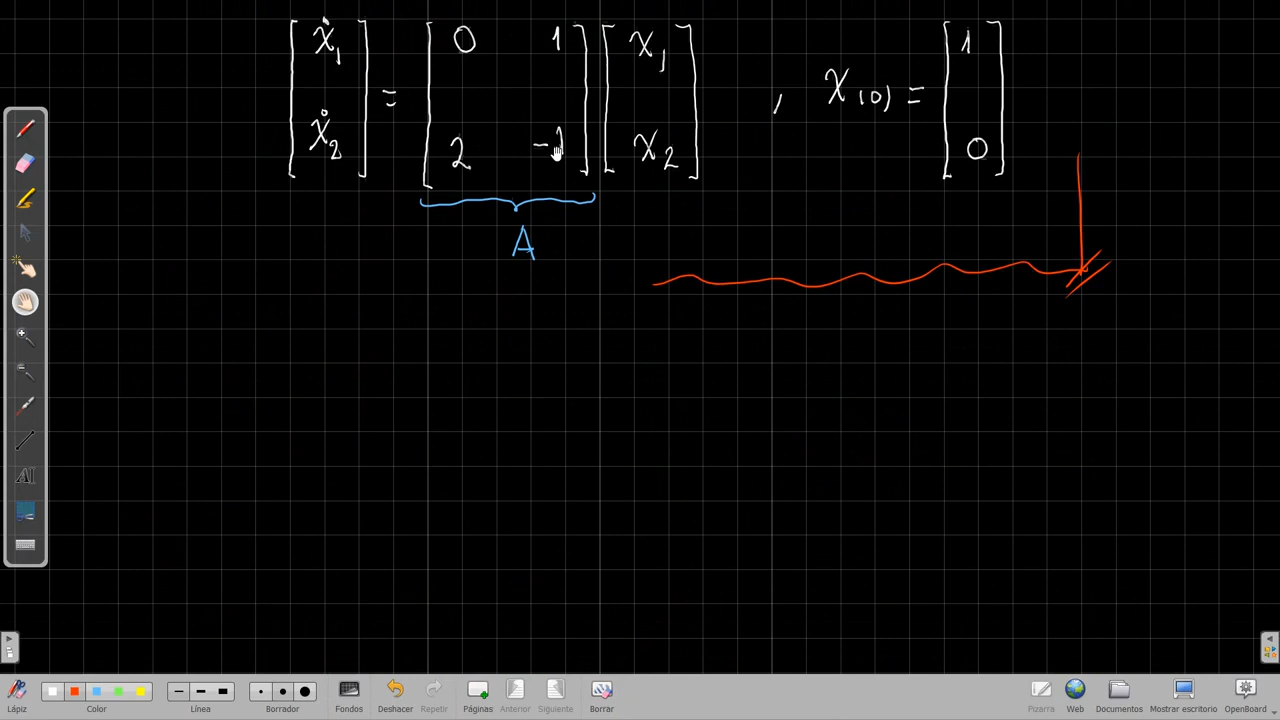 [ẋ₁ ẋ₂] = [0 1; 2 -1] [x₁ x₂] , x(0) = [1 0]
A
AI
Lápiz Color Línea Borrador Fondos Deshacer Repetir Páginas Anterior Siguiente Borrar Pizarra Web Documentos Mostrar escritorio OpenBoard